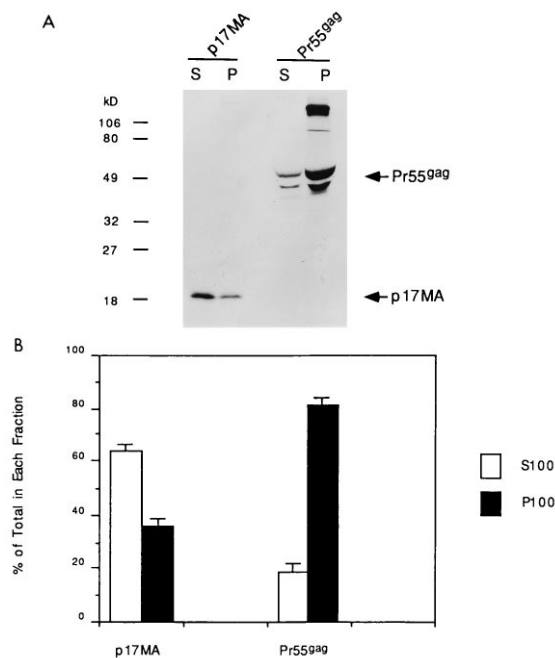 A
p17MA Pr55gag
S P S P
kD
106
80
49
32
27
18
Pr55gag
p17MA
B
% of Total in Each Fraction
100
80
60
40
20
0
p17MA Pr55gag
S100
P100